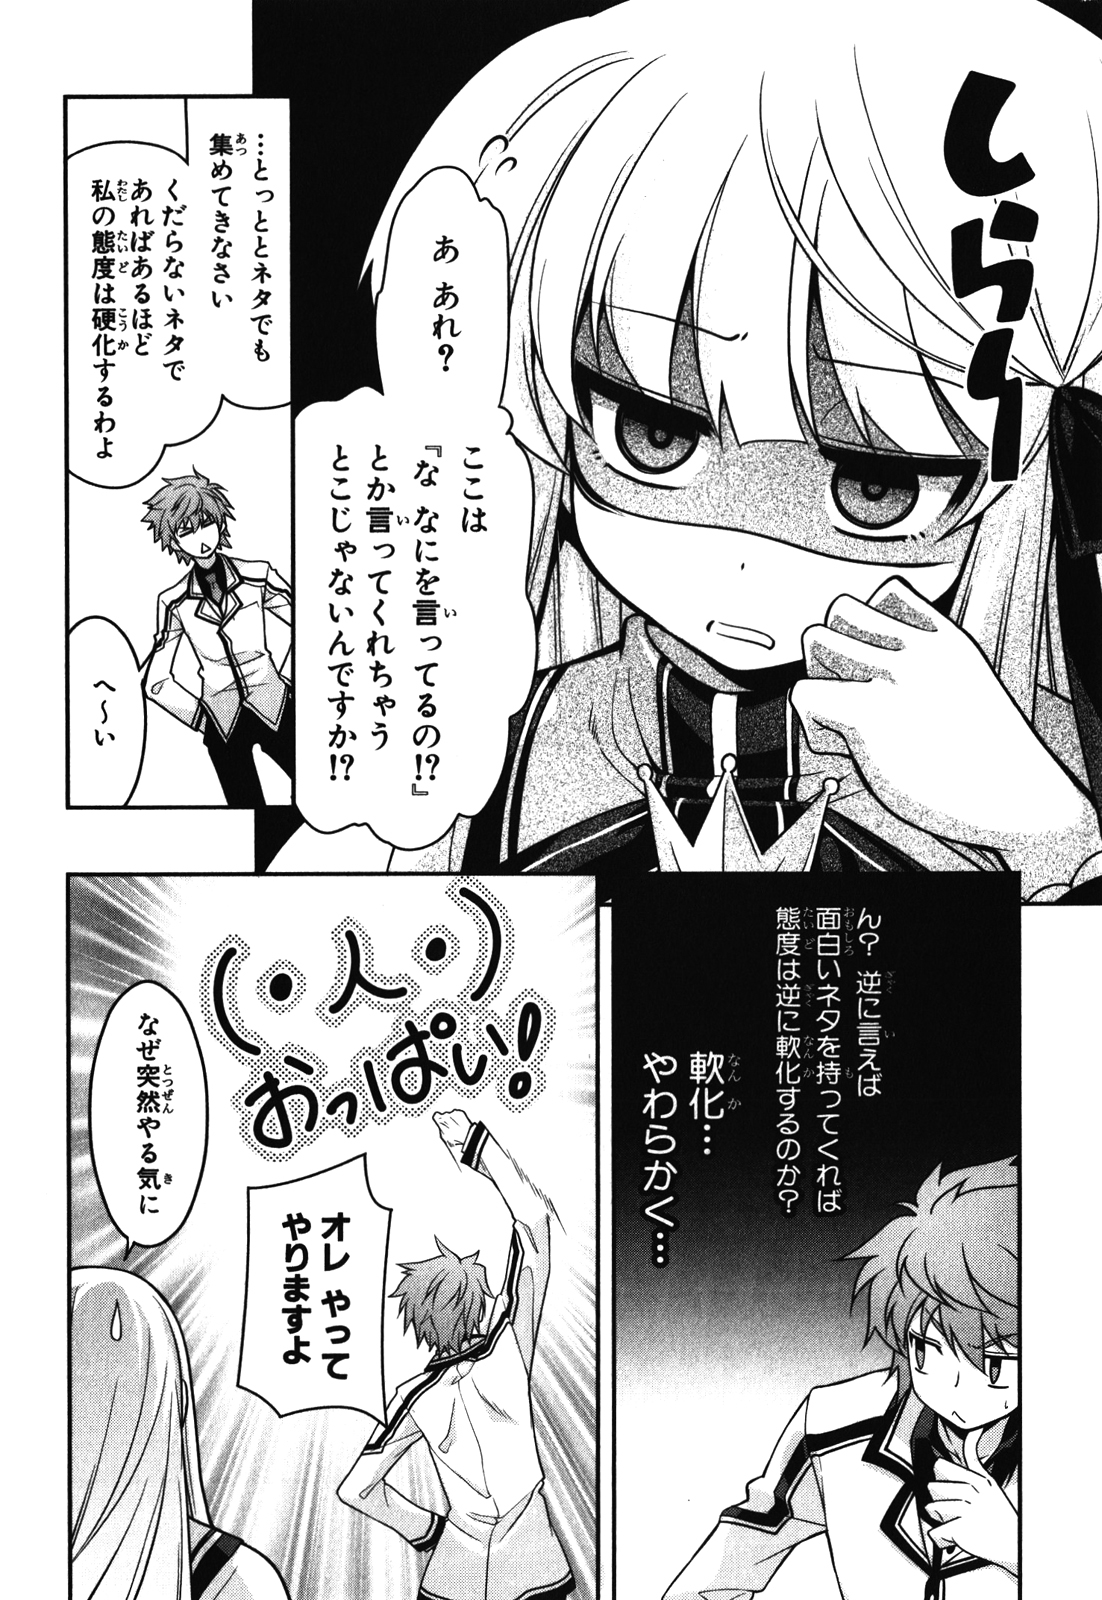 しら〜〜
あ あれ？
ここは
『な なにを言ってるの!?』
とか言ってくれちゃう
とこじゃないんですか!?
…とっととネタでも
集めてきなさい
くだらないネタで
あればあるほど
私の態度は硬化するわよ
へ〜い
ん？ 逆に言えば
面白いネタを持ってくれば
態度は逆に軟化するのか？
軟化…
やわらかく…
(・人・)
おっぱい！
オレ やって
やりますよ
なぜ突然やる気に